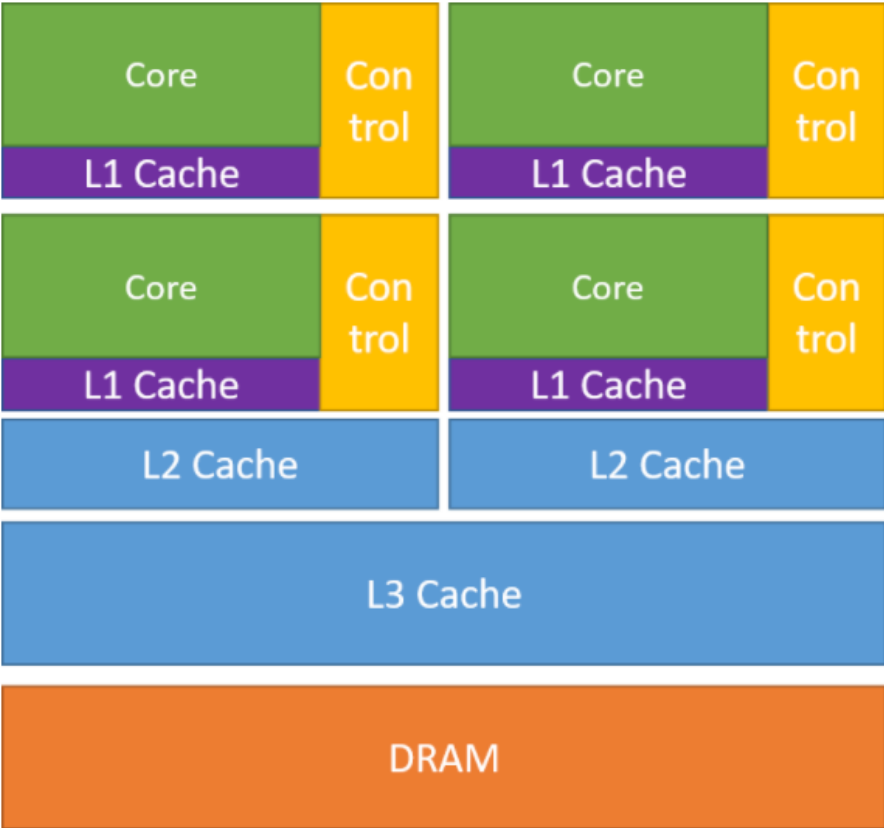 Core
Con
trol
L1 Cache
Core
Con
trol
L1 Cache
Core
Con
trol
L1 Cache
Core
Con
trol
L1 Cache
L2 Cache
L2 Cache
L3 Cache
DRAM